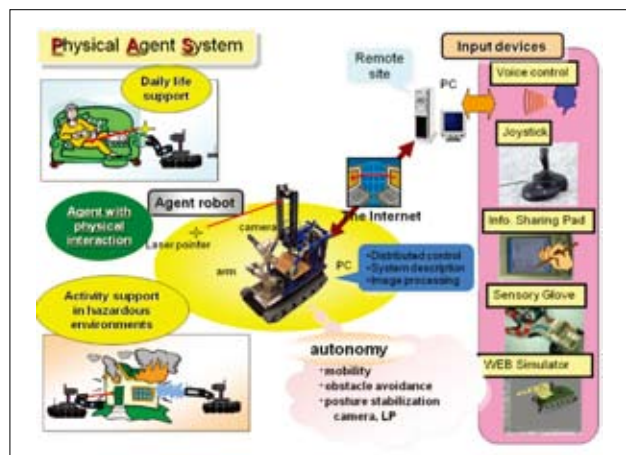 Physical Agent System
Daily life
support
Agent with
physical
interaction
Activity support
in hazardous
environments
Agent robot
camera
Laser pointer
arm
PC
The Internet
•Distributed control
•System description
•Image processing
autonomy
•mobility
•obstacle avoidance
•posture stabilization
camera, LP
Remote
site
PC
Input devices
Voice control
Joystick
Info. Sharing Pad
Sensory Glove
WEB Simulator